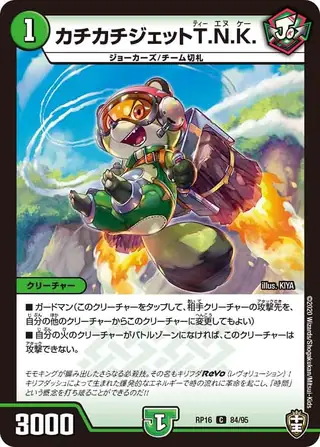 1
ティー エヌ ケー
カチカチジェットT.N.K.
ジョーカーズ/チーム切札
J
illus. KIYA
クリーチャー
■ ガードマン(このクリーチャーをタップして、相手クリーチャーの攻撃先を、
自分の他のクリーチャーからこのクリーチャーに変更してもよい)
■ 自分の火のクリーチャーがバトルゾーンになければ、このクリーチャーは
攻撃できない。
モモキングが編み出したさらなる必殺技。その名もキリフダReVo(レヴォリューション)!
キリフダッシュによって生まれた爆発的なエネルギーで時の流れに革命を起こし、「時間」
という概念を打ち破ることができるのだ!
©2020 Wizards/Shogakukan/Mitsui-Kids
3000
RP16 C 84/95
十王